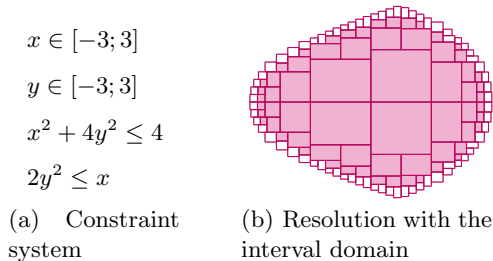 x ∈ [−3; 3]
y ∈ [−3; 3]
x² + 4y² ≤ 4
2y² ≤ x
(a) Constraint system
(b) Resolution with the interval domain